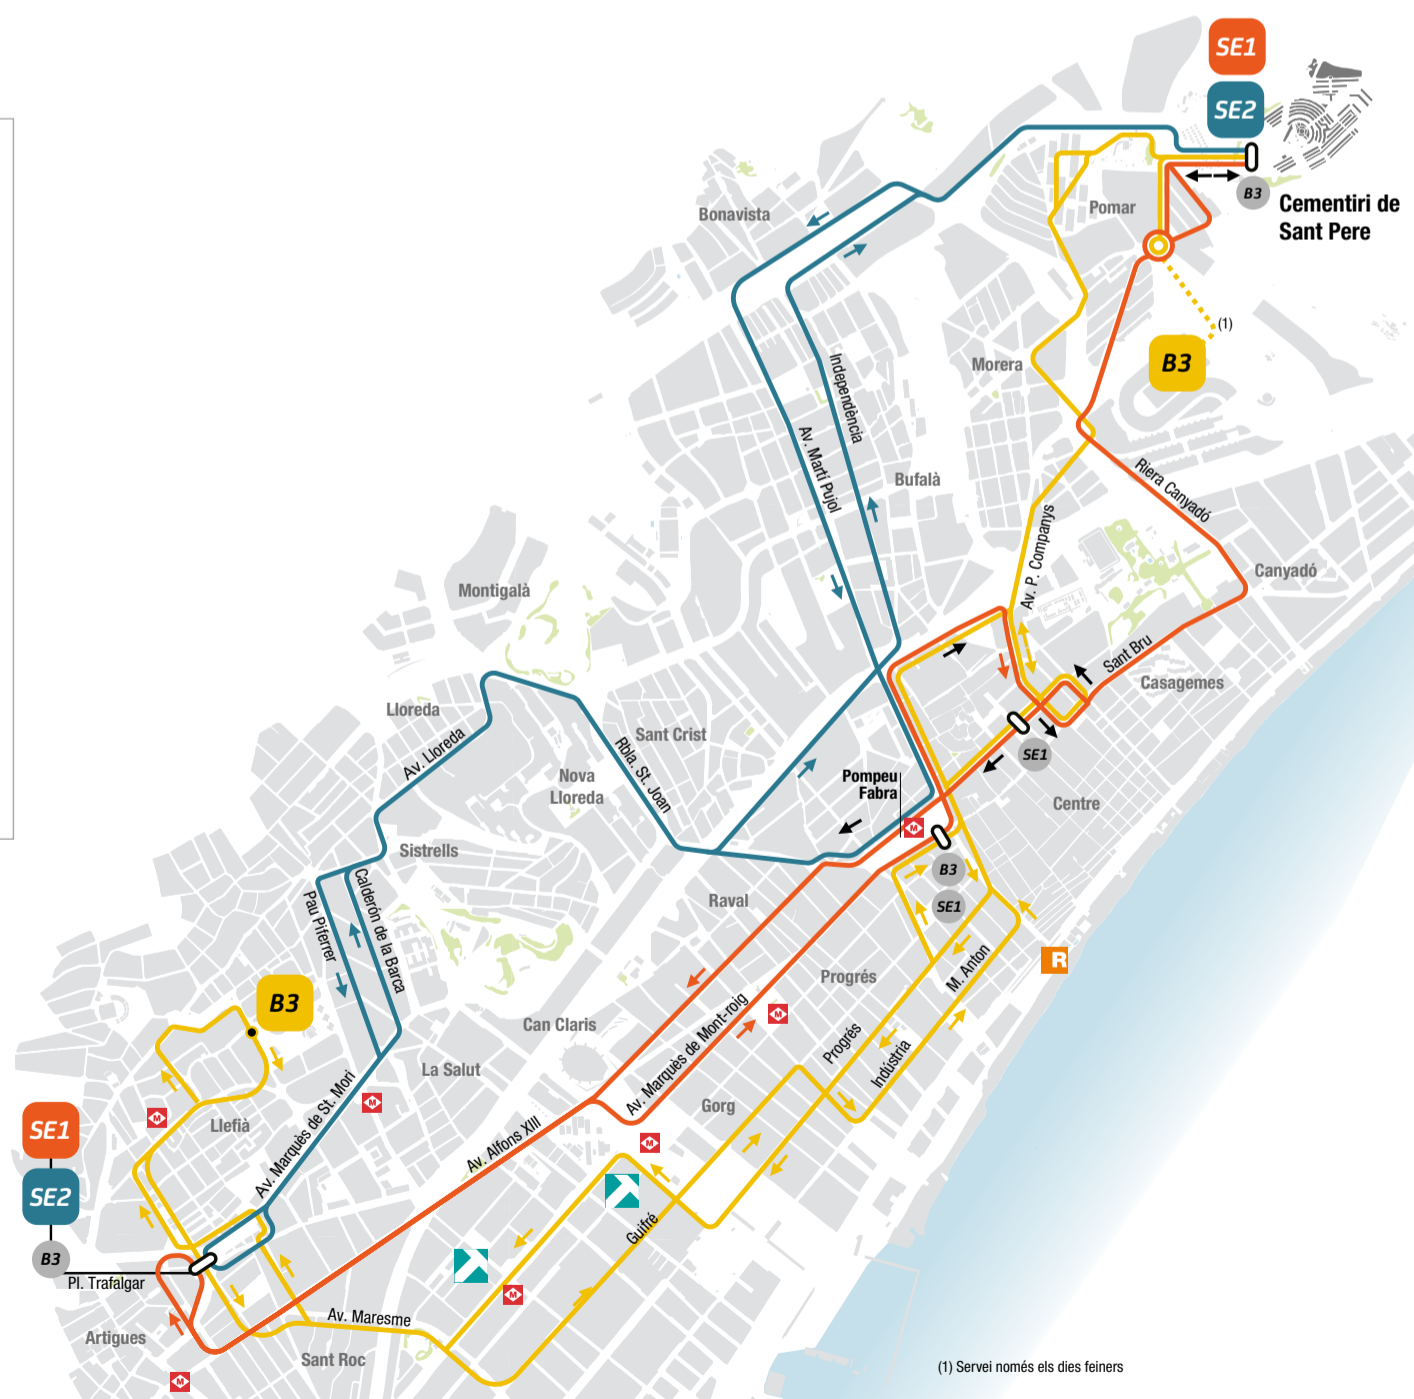 SE1
SE2
B3
Cementiri de
Sant Pere
Pomar
Bonavista
(1)
B3
Morera
Independència
Av. Martí Pujol
Bufalà
Riera Canyadó
Av. P. Companys
Canyadó
Montigalà
Sant Bru
Casagemes
Lloreda
Av. Lloreda
Sant Crist
Rbla. St. Joan
Nova
Lloreda
SE1
Pompeu
Fabra
M
Centre
Sistrells
B3
SE1
Calderón de la Barca
Pau Piferrer
Raval
M. Anton
R
Progrés
B3
Can Claris
M
Av. Marquès de Mont-roig
Progrés
Indústria
La Salut
M
Gorg
M
Llefià
Av. Marquès de St. Mori
Av. Alfons XIII
M
SE1
SE2
B3
Pl. Trafalgar
Guifré
M
Av. Maresme
Artigues
Sant Roc
M
(1) Servei només els dies feiners